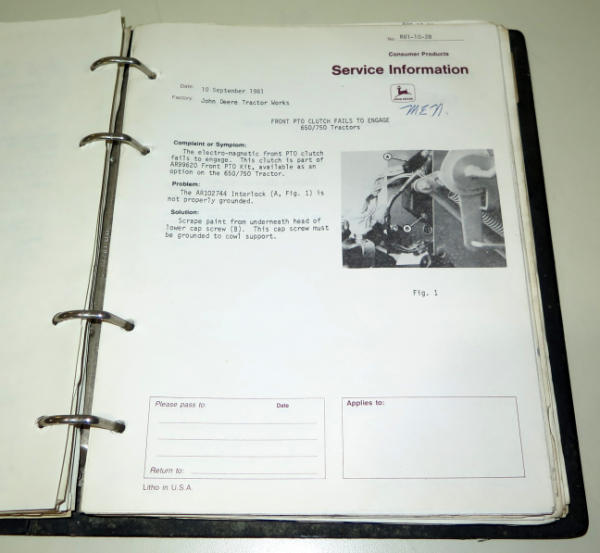 No. R81-10-28
Consumer Products
Service Information
Date: 10 September 1981
Factory: John Deere Tractor Works
JOHN DEERE
FRONT PTO CLUTCH FAILS TO ENGAGE
650/750 Tractors
Complaint or Symptom:
The electro-magnetic front PTO clutch
fails to engage. This clutch is part of
AR99620 Front PTO Kit, available as an
option on the 650/750 Tractor.
Problem:
The AR102744 Interlock (A, Fig. 1) is
not properly grounded.
Solution:
Scrape paint from underneath head of
lower cap screw (B). This cap screw must
be grounded to cowl support.
A
B
Fig. 1
Please pass to: Date
Return to:
Applies to:
Litho in U.S.A.